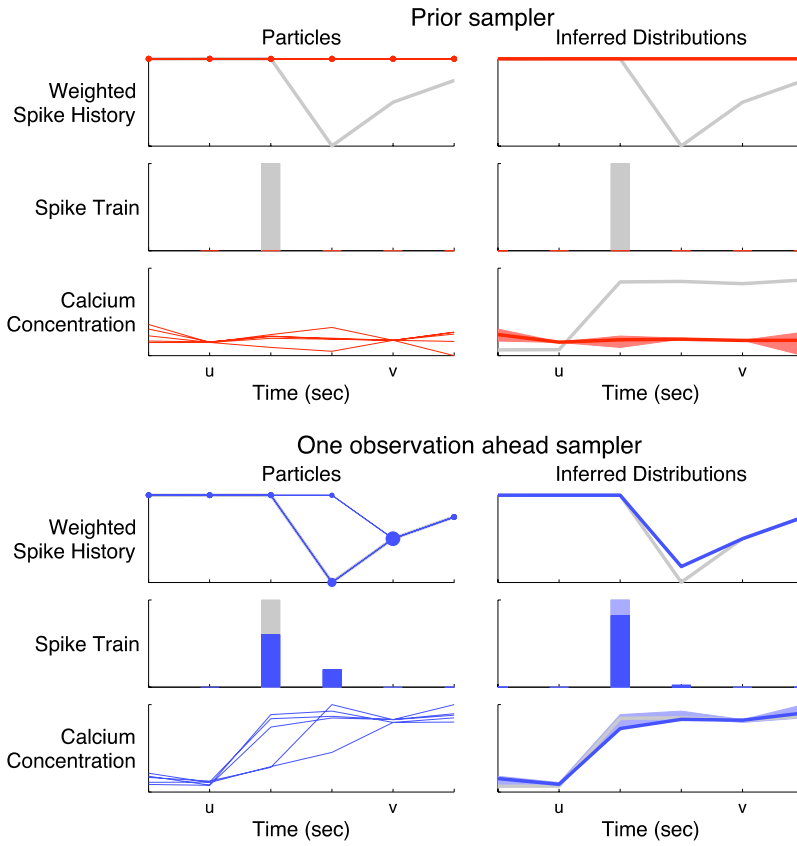 Prior sampler
Particles
Inferred Distributions
Weighted
Spike History
Spike Train
Calcium
Concentration
u
v
u
v
Time (sec)
Time (sec)
One observation ahead sampler
Particles
Inferred Distributions
Weighted
Spike History
Spike Train
Calcium
Concentration
u
v
u
v
Time (sec)
Time (sec)